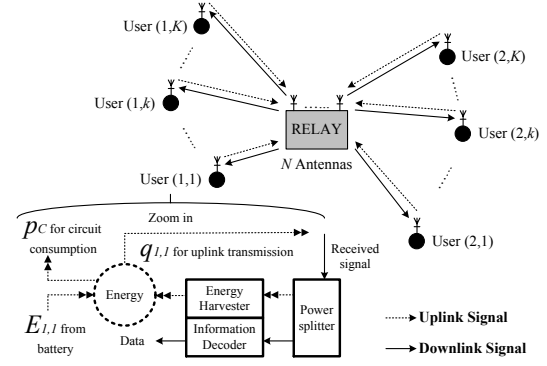 User (1,K)
User (2,K)
User (1,k)
RELAY
User (2,k)
N Antennas
User (1,1)
User (2,1)
Zoom in
pC for circuit
consumption
q1,1 for uplink transmission
Received
signal
Energy
Energy
Harvester
Power
splitter
E1,1 from
battery
Information
Decoder
Data
Uplink Signal
Downlink Signal